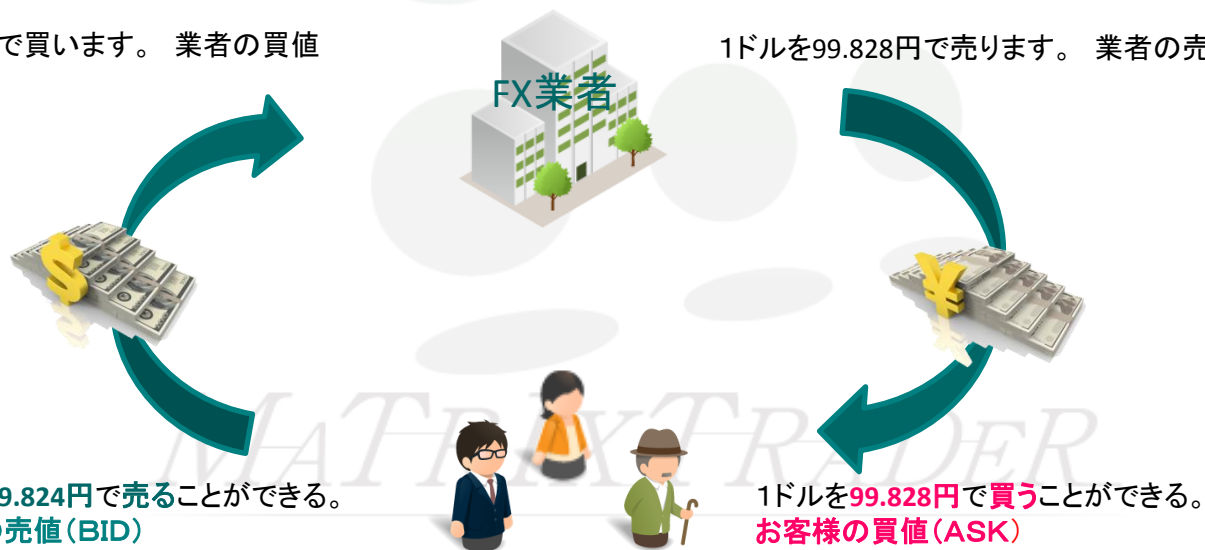 で買います。 業者の買値
1ドルを99.828円で売ります。 業者の売
FX業者
$
¥
MATRIXTRADER
9.824円で売ることができる。
売値(BID)
1ドルを99.828円で買うことができる。
お客様の買値(ASK)